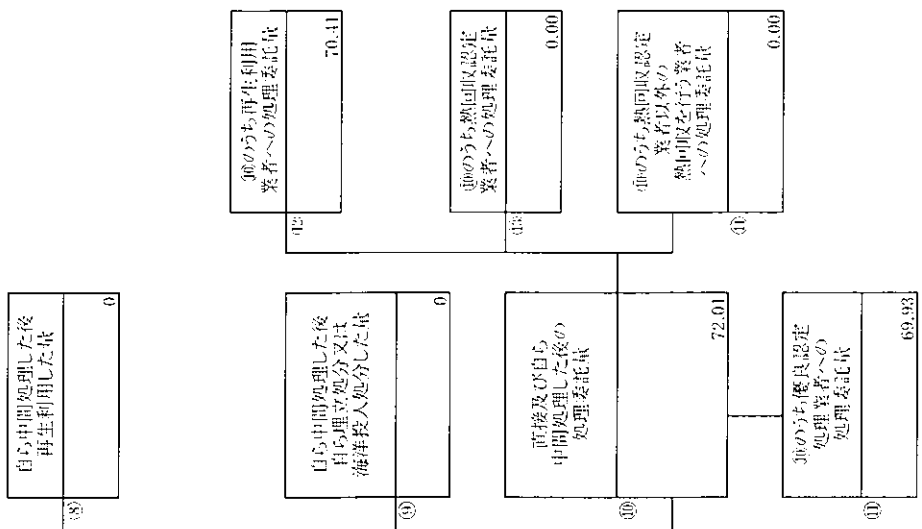 ⑧
自ら中間処理した後
再生利用した量
0
⑨
自ら中間処理した後
自ら埋立処分又は
海洋投入処分した量
0
⑩
直接及び自ら
中間処理した後の
処理委託量
72.01
⑪
⑩のうち優良認定
処理業者への
処理委託量
69.93
⑫
⑩のうち再生利用
業者への処理委託量
70.41
⑬
⑩のうち熱回収認定
業者への処理委託量
0.00
⑩のうち熱回収認定
業者以外の
熱回収を行う業者
への処理委託量
0.00